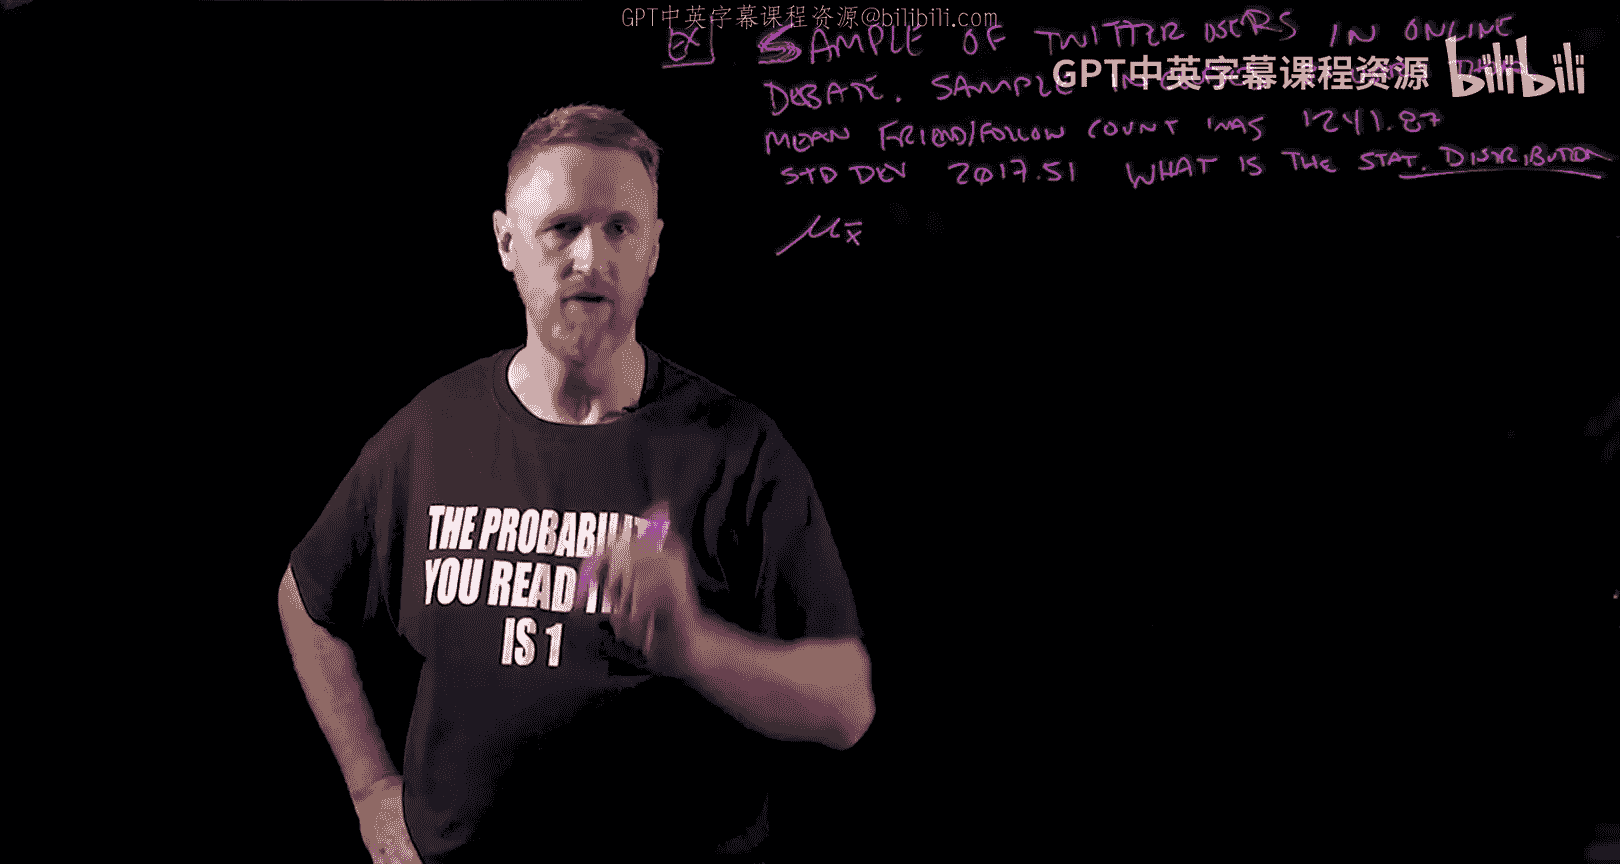 GPT中英字幕课程资源@bilibili.com
EX SAMPLE OF TWITTER USERS IN ONLINE
GPT中英字幕课程资源 bilibili
DEBATE. SAMPLE
MEAN FRIEND/FOLLOW COUNT WAS 1241.87
STD DEV 2017.51 WHAT IS THE STAT. DISTRIBUTION
μx̄
THE PROBABILIT
YOU READ TH
IS 1